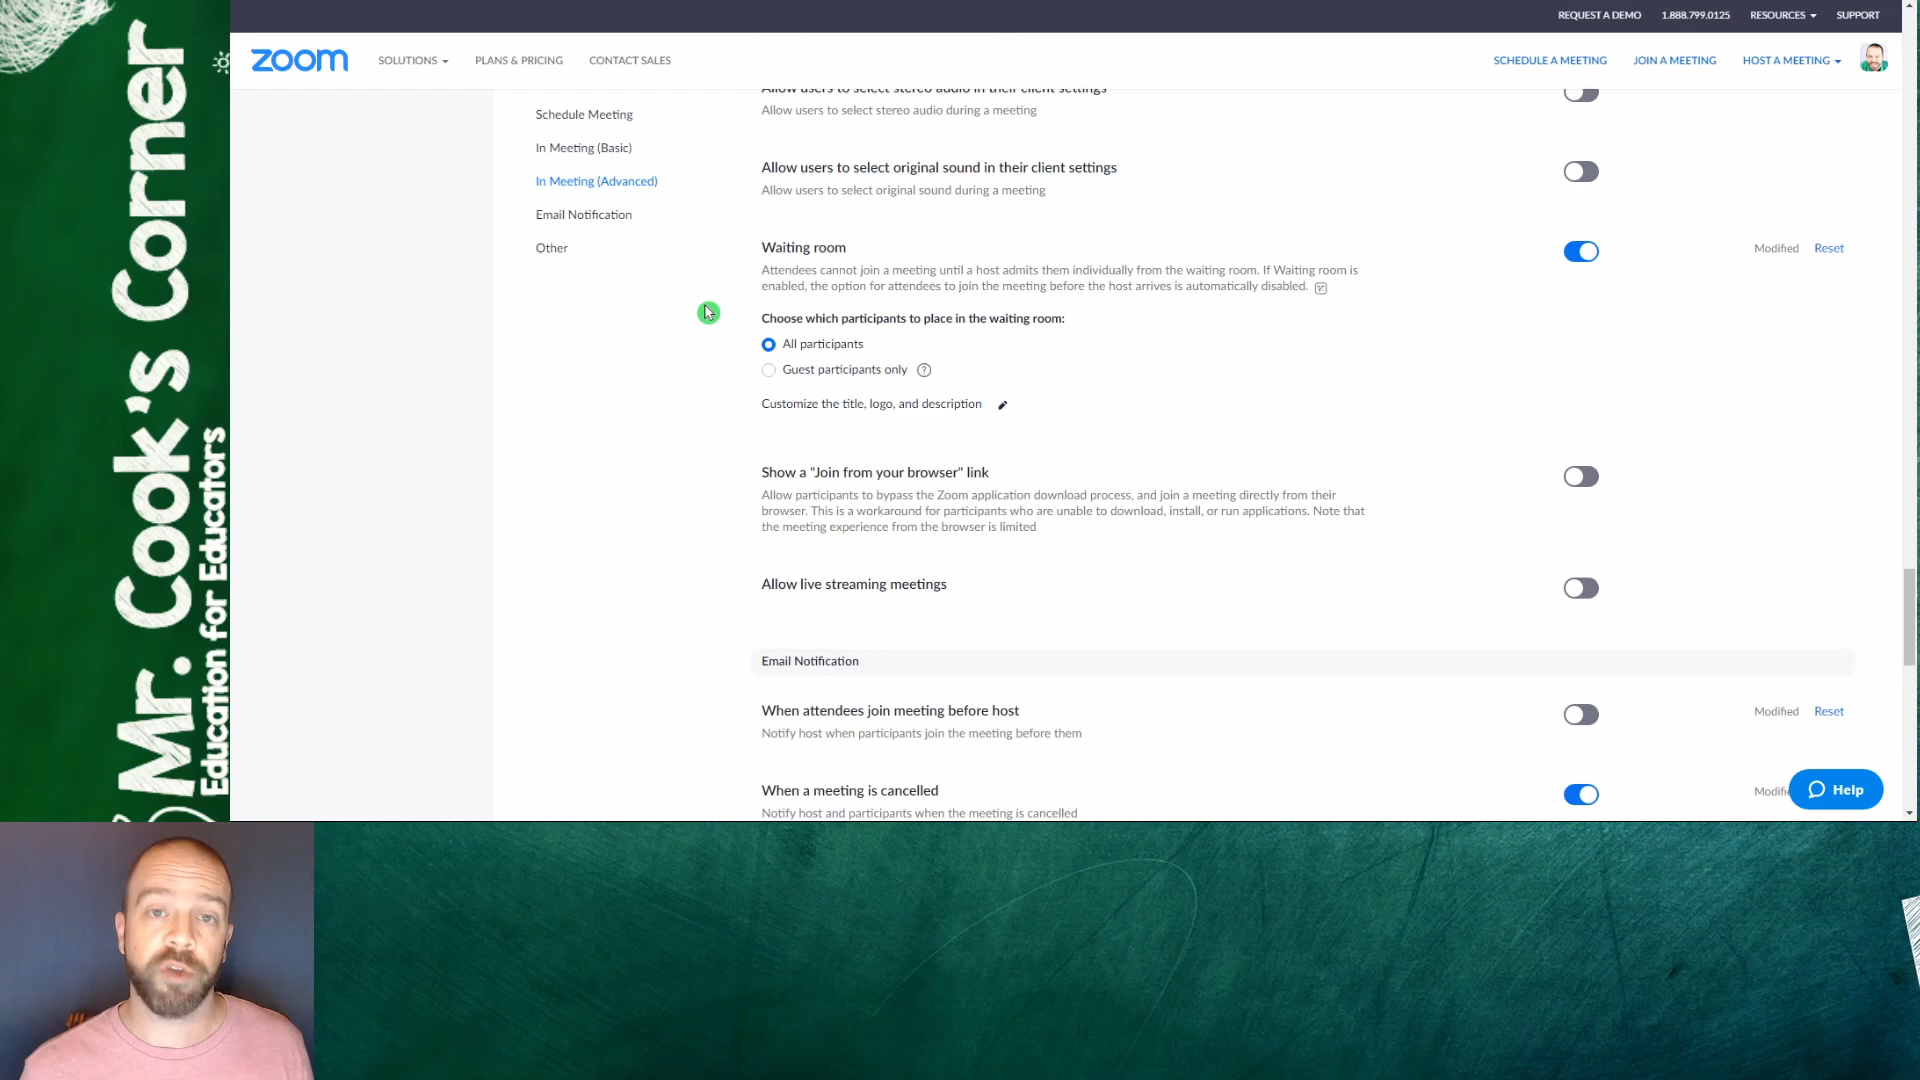 Mr. Cook's Corner
Education for Educators
REQUEST A DEMO
1.888.799.0125
RESOURCES
SUPPORT
zoom
SOLUTIONS
PLANS & PRICING
CONTACT SALES
SCHEDULE A MEETING
JOIN A MEETING
HOST A MEETING
Schedule Meeting
In Meeting (Basic)
In Meeting (Advanced)
Email Notification
Other
Allow users to select stereo audio in their client settings
Allow users to select stereo audio during a meeting
Allow users to select original sound in their client settings
Allow users to select original sound during a meeting
Waiting room
Modified Reset
Attendees cannot join a meeting until a host admits them individually from the waiting room. If Waiting room is
enabled, the option for attendees to join the meeting before the host arrives is automatically disabled.
Choose which participants to place in the waiting room:
All participants
Guest participants only
Customize the title, logo, and description
Show a "Join from your browser" link
Allow participants to bypass the Zoom application download process, and join a meeting directly from their
browser. This is a workaround for participants who are unable to download, install, or run applications. Note that
the meeting experience from the browser is limited
Allow live streaming meetings
Email Notification
When attendees join meeting before host
Modified Reset
Notify host when participants join the meeting before them
When a meeting is cancelled
Notify host and participants when the meeting is cancelled
Help